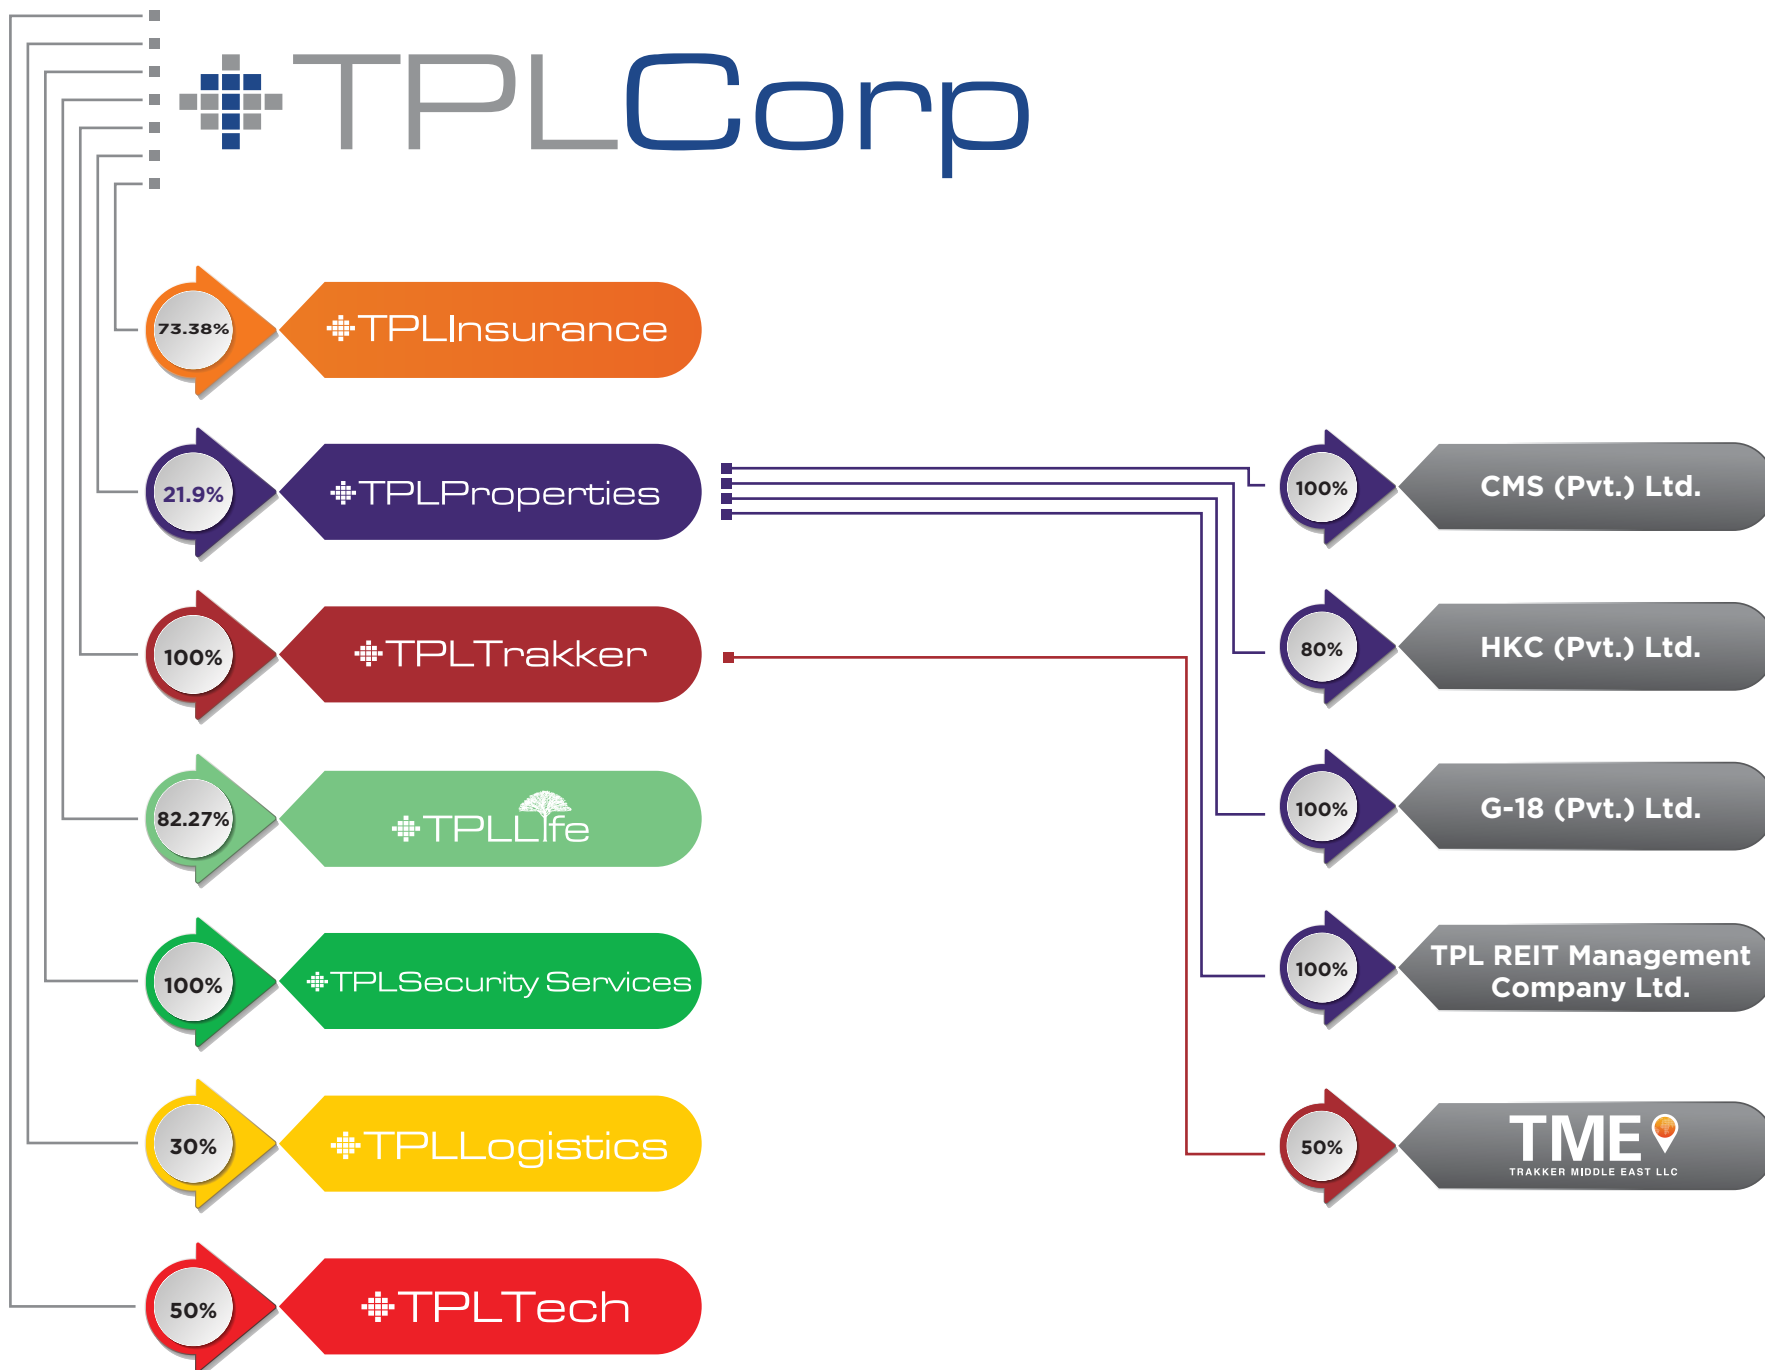 TPLCorp
73.38%
TPLInsurance
21.9%
TPLProperties
100%
TPLTrakker
82.27%
TPLLife
100%
TPLSecurity Services
30%
TPLLogistics
50%
TPLTech
100%
CMS (Pvt.) Ltd.
80%
HKC (Pvt.) Ltd.
100%
G-18 (Pvt.) Ltd.
100%
TPL REIT Management
Company Ltd.
50%
TME
TRAKKER MIDDLE EAST LLC